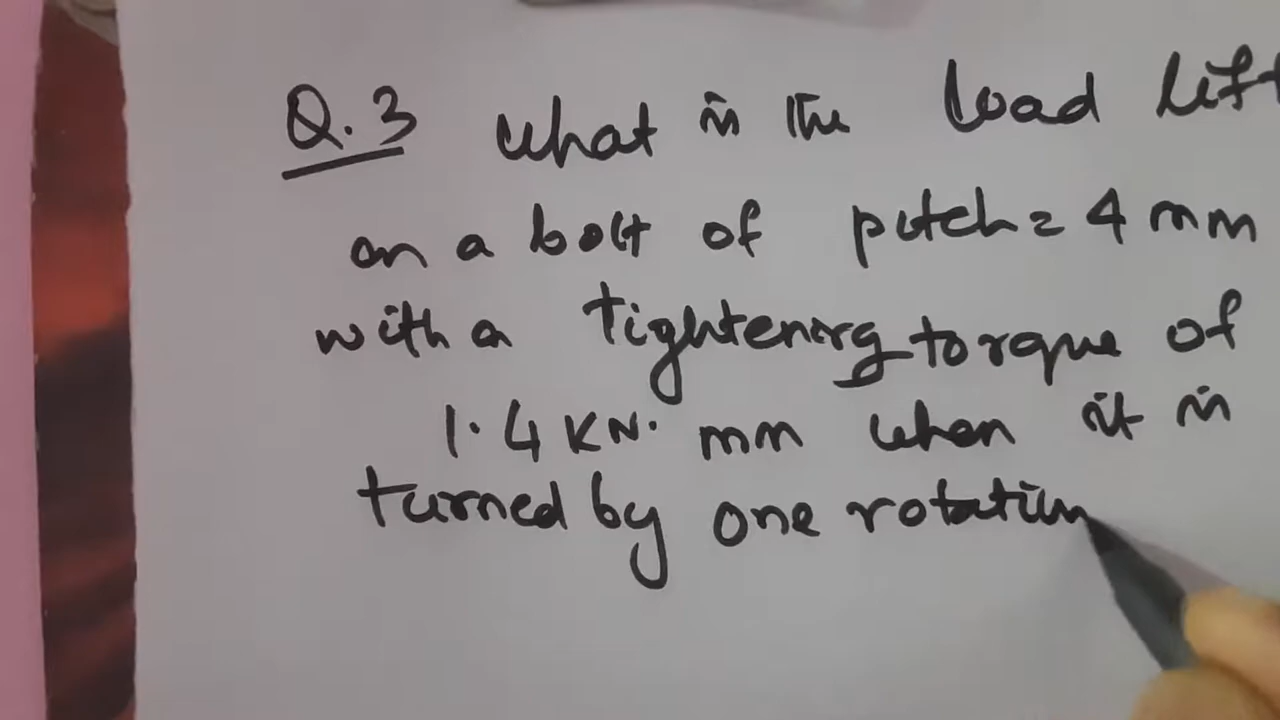 Q.3 what is the load lift
on a bolt of pitch = 4 mm
with a tightening torque of
1.4 KN. mm when it is
turned by one rotation